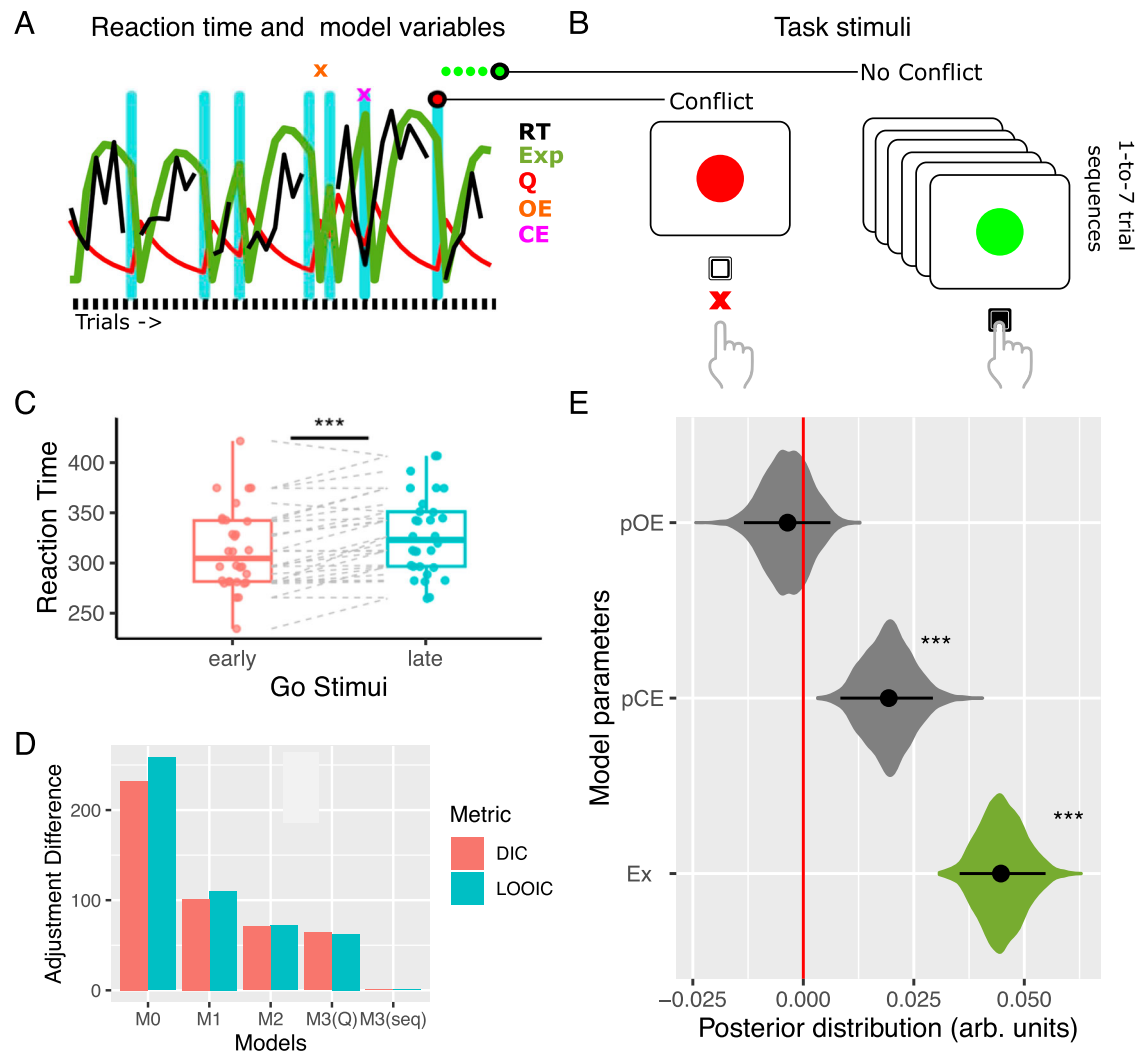 A
Reaction time and model variables
x
x
RT
Exp
Q
OE
CE
Trials ->
B
Task stimuli
No Conflict
Conflict
1-to-7 trial
sequences
x
C
***
Reaction Time
400
350
300
250
early
late
Go Stimui
D
Adjustment Difference
200
100
0
M0
M1
M2
M3(Q)
M3(seq)
Models
Metric
DIC
LOOIC
E
Model parameters
pOE
pCE
Ex
***
***
−0.025
0.000
0.025
0.050
Posterior distribution (arb. units)